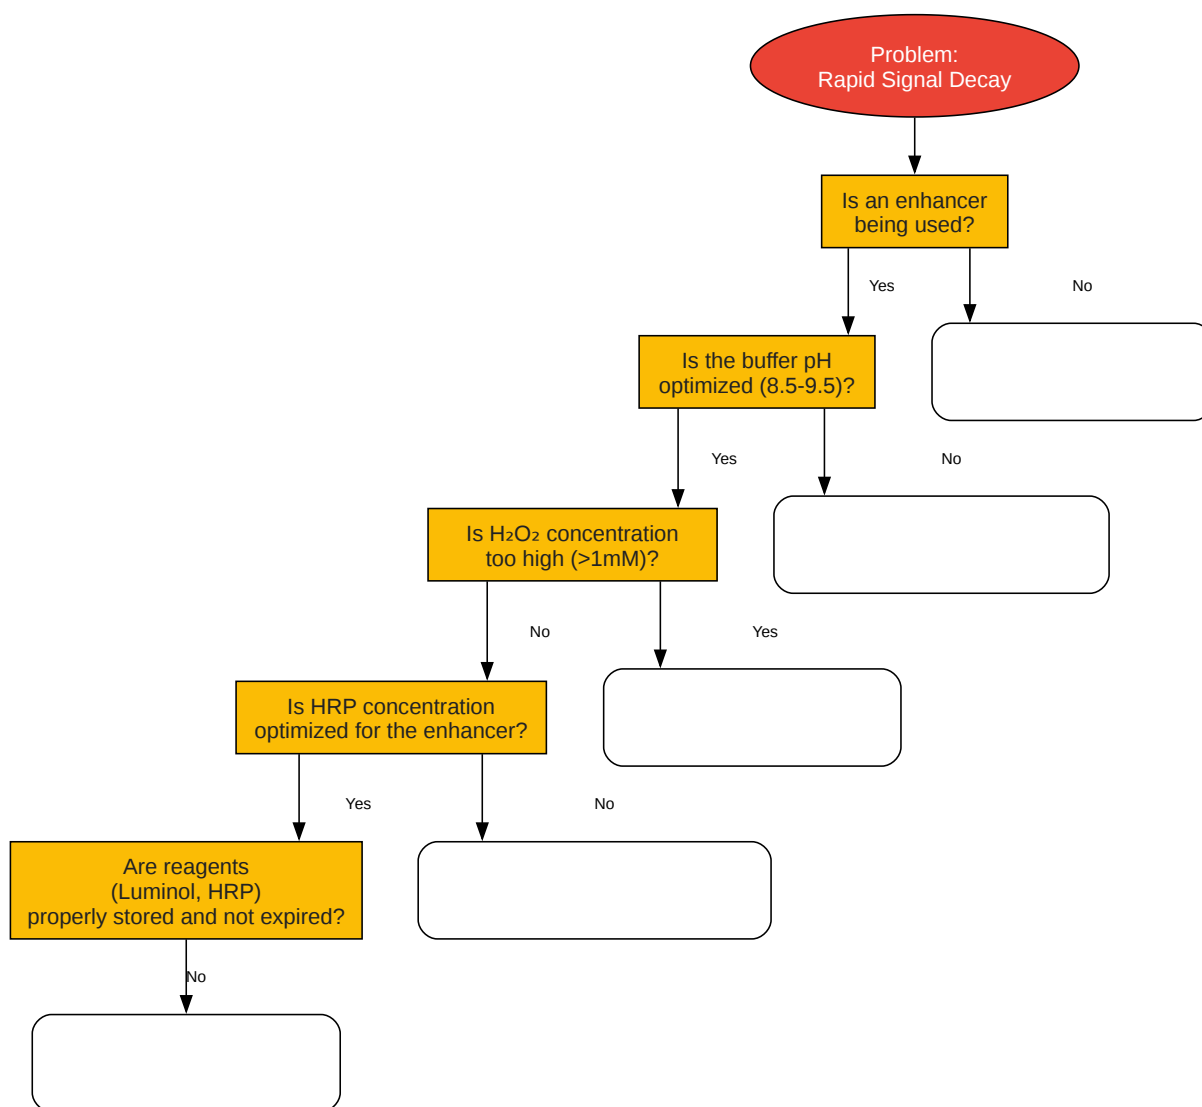 Problem:
Rapid Signal Decay
Is an enhancer
being used?
Yes
No
Is the buffer pH
optimized (8.5-9.5)?
Yes
No
Is H₂O₂ concentration
too high (>1mM)?
No
Yes
Is HRP concentration
optimized for the enhancer?
Yes
No
Are reagents
(Luminol, HRP)
properly stored and not expired?
No